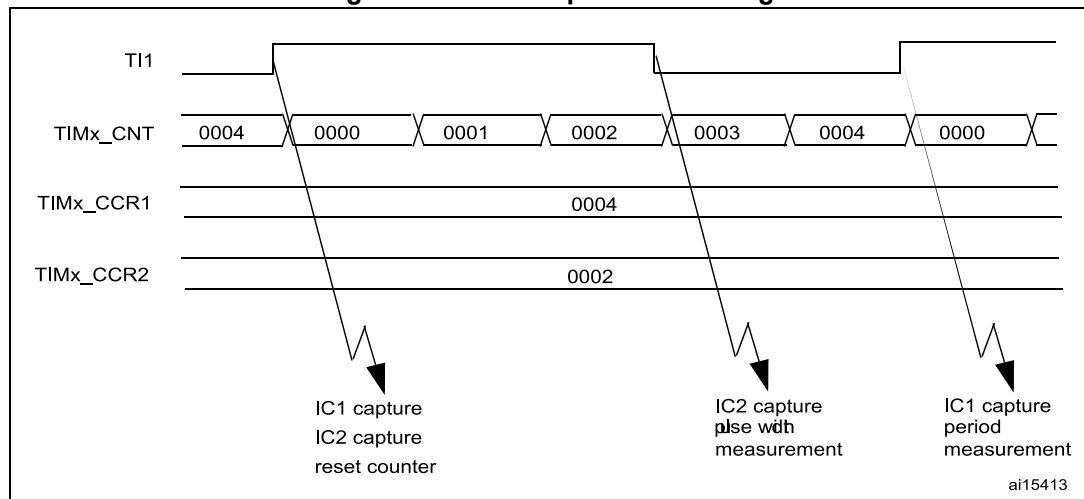 TI1
TIMx_CNT 0004 0000 0001 0002 0003 0004 0000
TIMx_CCR1
0004
TIMx_CCR2
0002
IC1 capture
IC2 capture
reset counter
IC2 capture
measurement
IC1 capture
period
measurement
ai15413